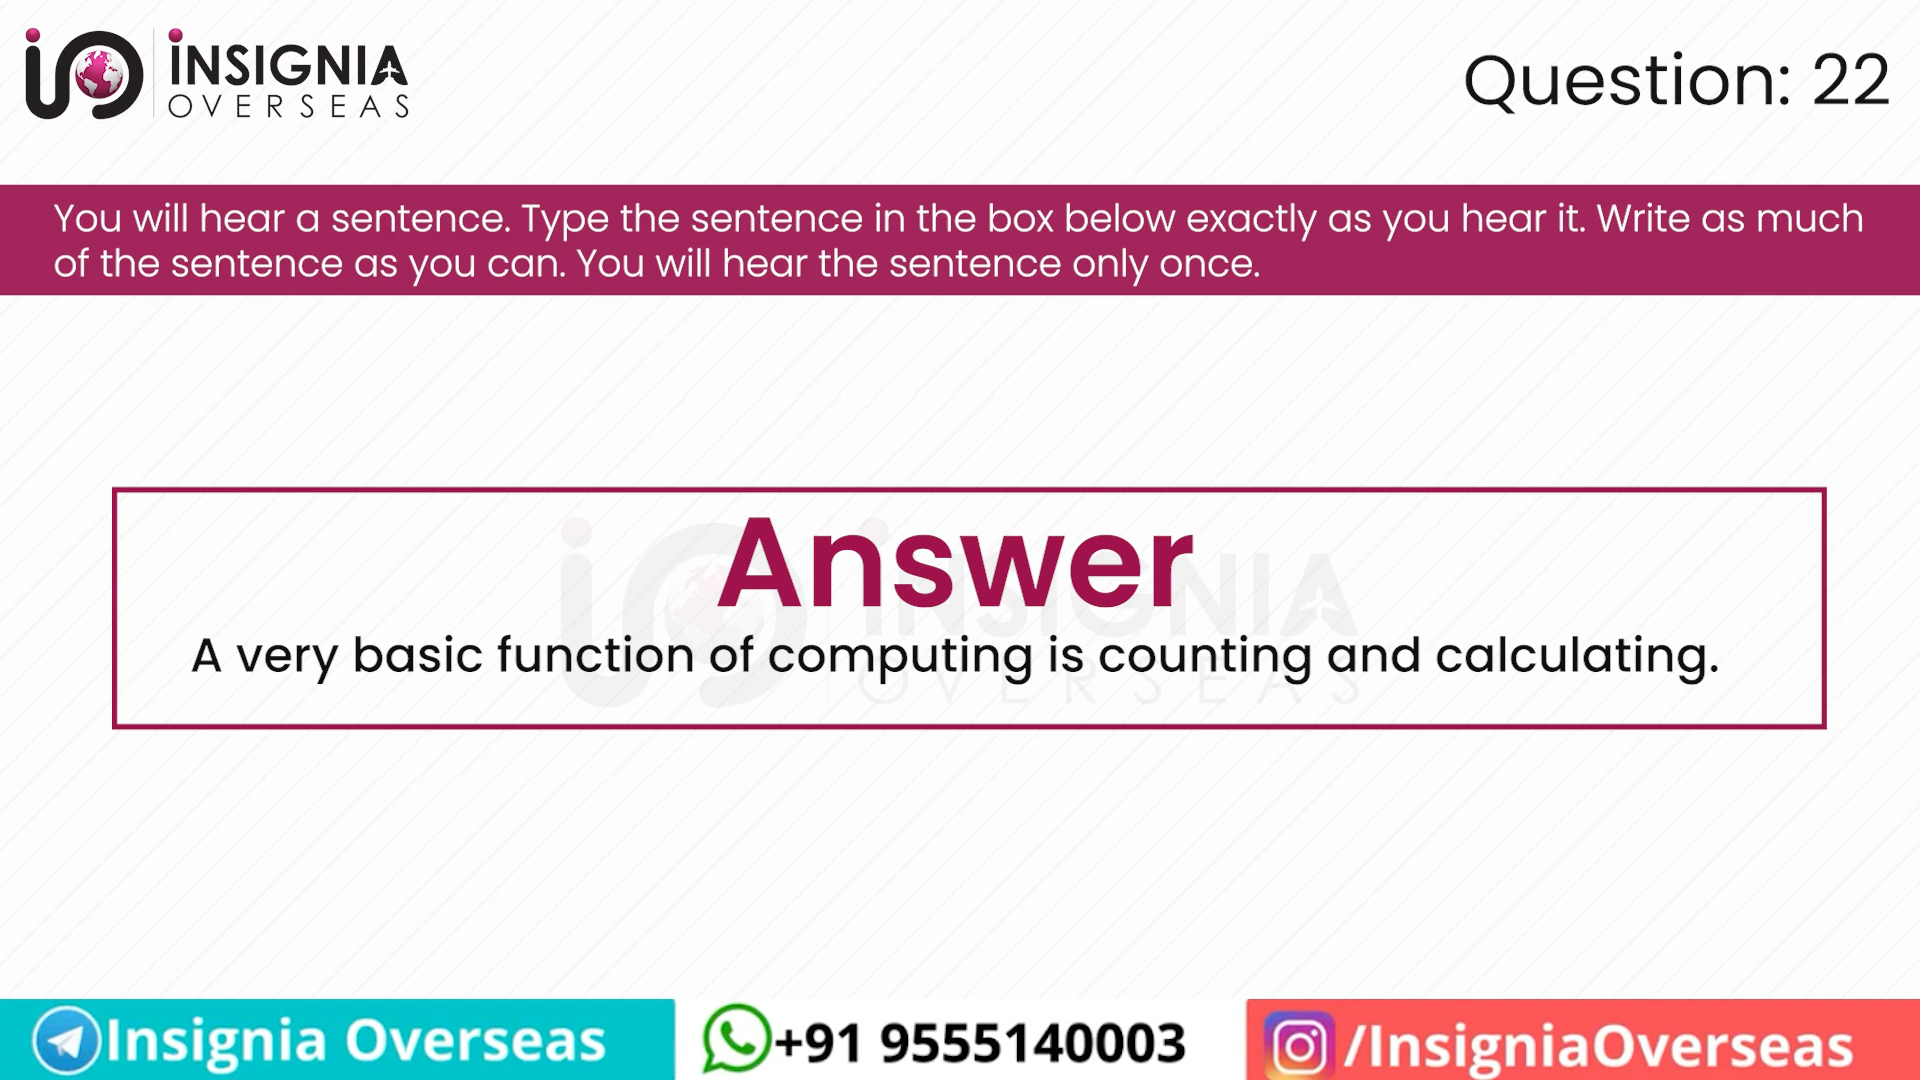 INSIGNIA
OVERSEAS
Question: 22
You will hear a sentence. Type the sentence in the box below exactly as you hear it. Write as much
of the sentence as you can. You will hear the sentence only once.
Answer
A very basic function of computing is counting and calculating.
INSIGNIA
OVERSEAS
Insignia Overseas
+91 9555140003
/InsigniaOverseas